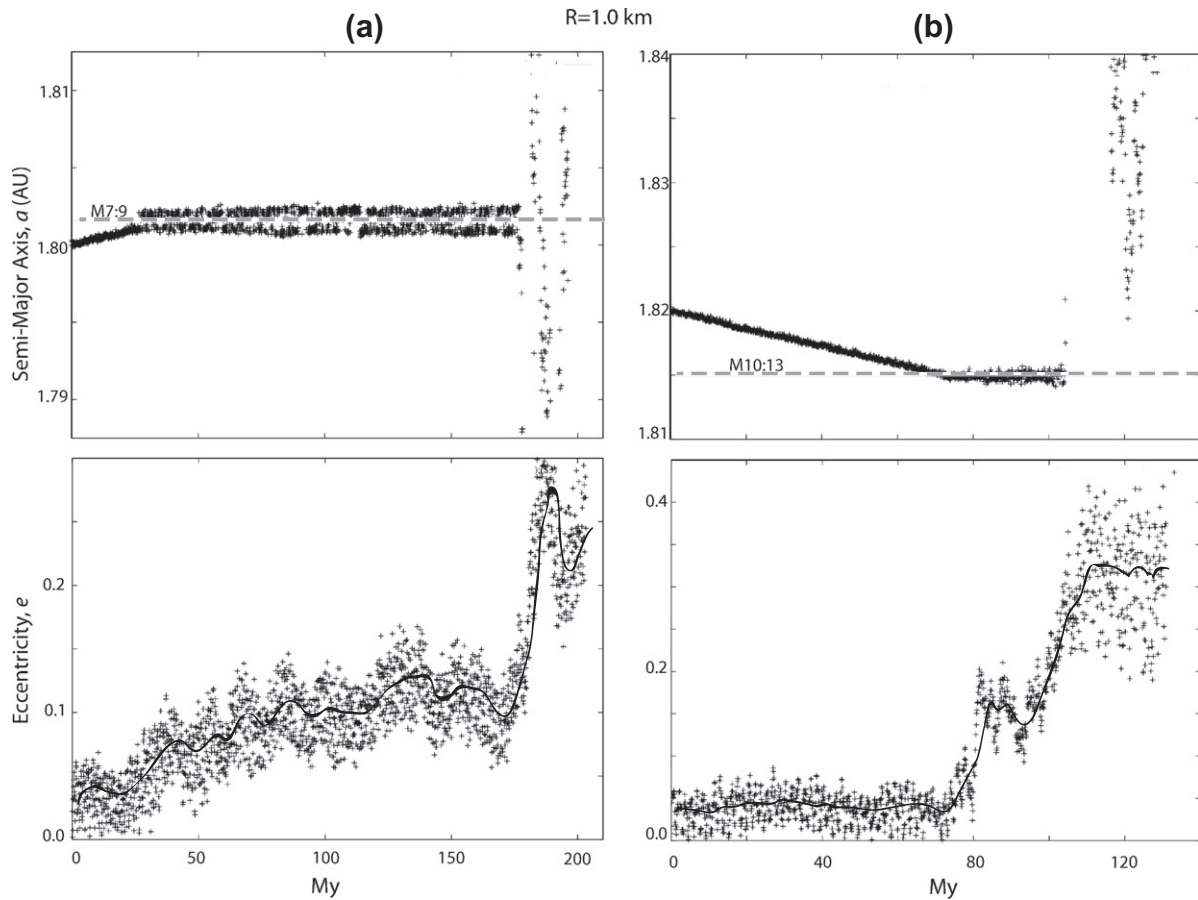 R=1.0 km
(a)
(b)
Semi-Major Axis, a (AU)
1.81
1.80
1.79
M7:9
1.84
1.83
1.82
1.81
M10:13
Eccentricity, e
0.2
0.1
0.0
0 50 100 150 200
My
0.4
0.2
0.0
0 40 80 120
My